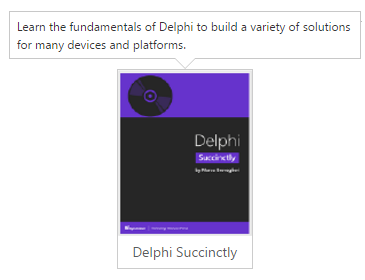 Learn the fundamentals of Delphi to build a variety of solutions
for many devices and platforms.
Delphi
Succinctly
by Marco Breveglieri
Delphi Succinctly